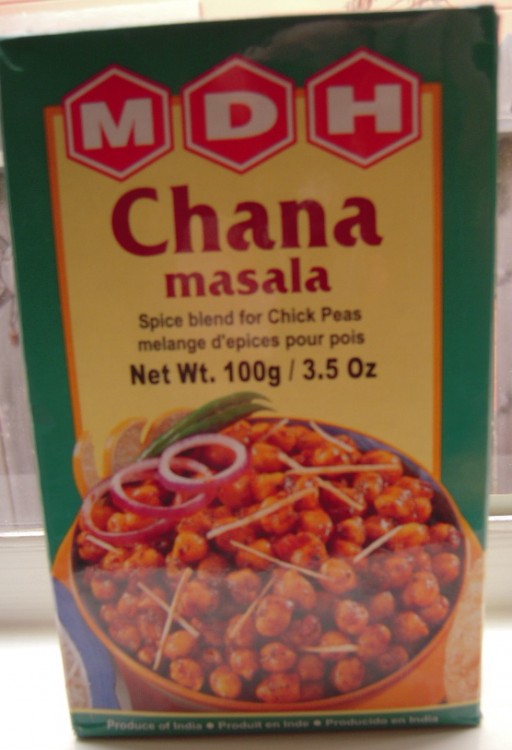 MDH
Chana
masala
Spice blend for Chick Peas
melange d'epices pour pois
Net Wt. 100g / 3.5 Oz
Produce of India ● Produit en Inde ● Producido en India